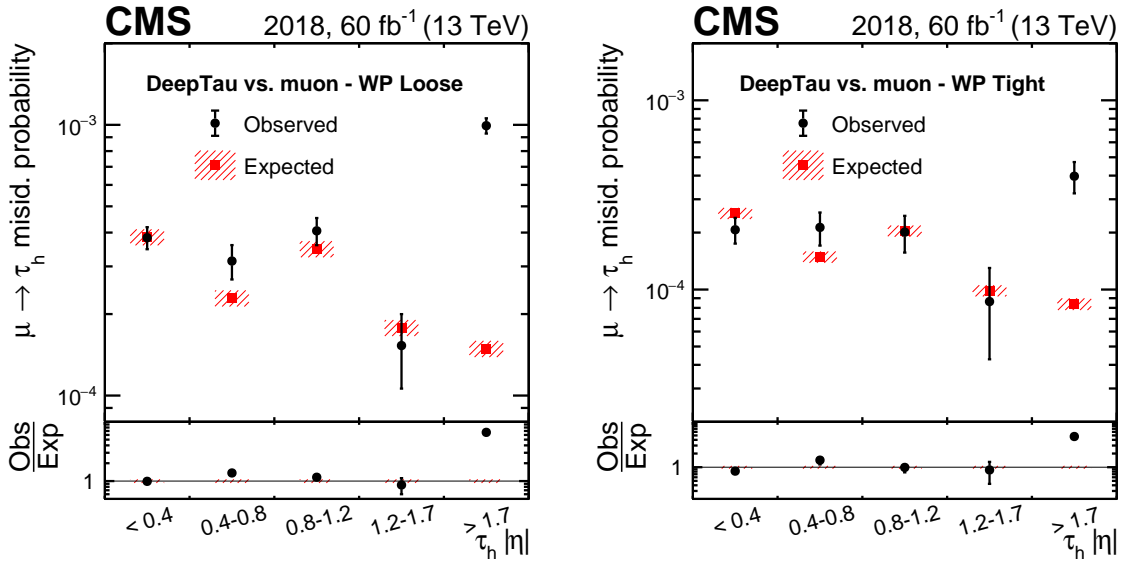 CMS 2018, 60 fb⁻¹ (13 TeV)
DeepTau vs. muon - WP Loose
Observed
Expected
μ → τh misid. probability
10⁻³
10⁻⁴
Obs
Exp
1
< 0.4 0.4-0.8 0.8-1.2 1.2-1.7 > 1.7
τh |η|
CMS 2018, 60 fb⁻¹ (13 TeV)
DeepTau vs. muon - WP Tight
Observed
Expected
μ → τh misid. probability
10⁻³
10⁻⁴
Obs
Exp
1
< 0.4 0.4-0.8 0.8-1.2 1.2-1.7 > 1.7
τh |η|